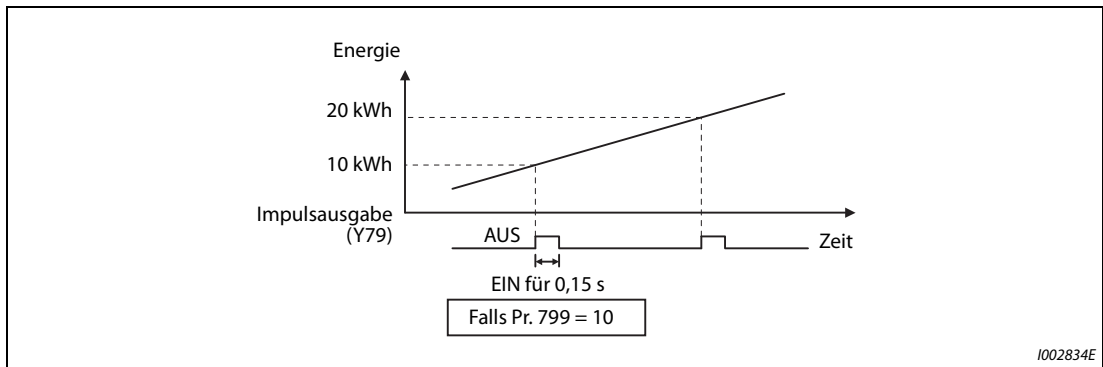 Energie
20 kWh
10 kWh
Impulsausgabe
(Y79)
AUS
Zeit
EIN für 0,15 s
Falls Pr. 799 = 10
I002834E